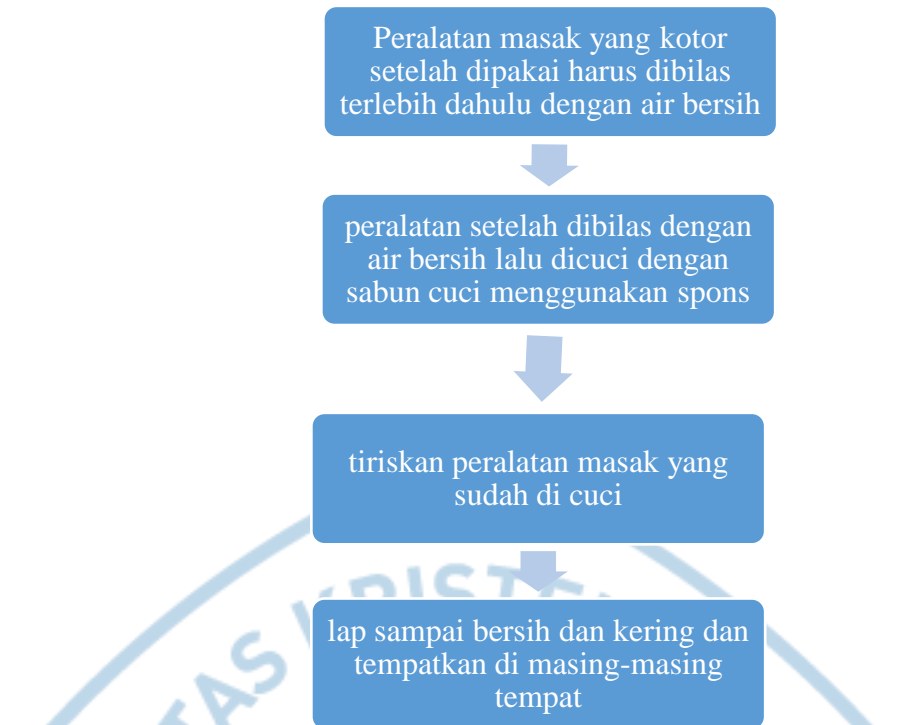 Peralatan masak yang kotor
setelah dipakai harus dibilas
terlebih dahulu dengan air bersih
peralatan setelah dibilas dengan
air bersih lalu dicuci dengan
sabun cuci menggunakan spons
tiriskan peralatan masak yang
sudah di cuci
lap sampai bersih dan kering dan
tempatkan di masing-masing
tempat